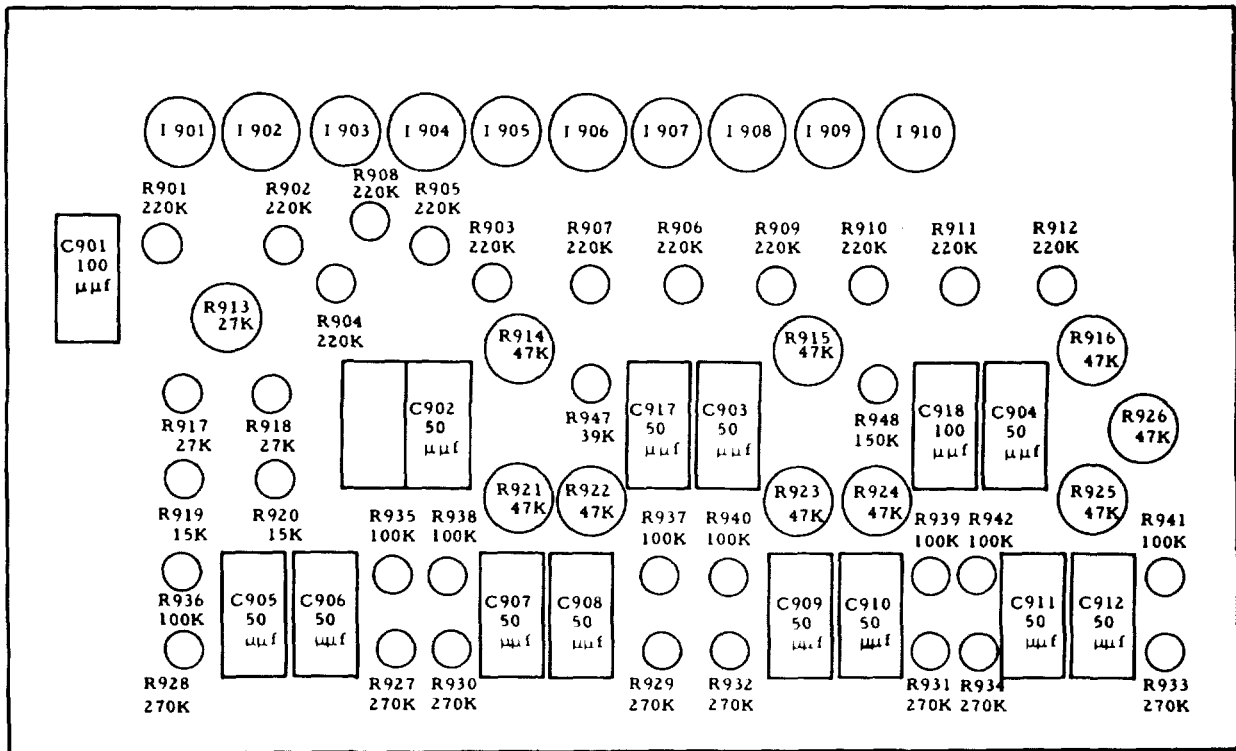 I 901 I 902 I 903 I 904 I 905 I 906 I 907 I 908 I 909 I 910
R901
220K
R902
220K
R908
220K
R905
220K
R903
220K
R907
220K
R906
220K
R909
220K
R910
220K
R911
220K
R912
220K
C901
100
μμf
R913
27K
R904
220K
R914
47K
R915
47K
R916
47K
R917
27K
R918
27K
C902
50
μμf
R947
39K
C917
50
μμf
C903
50
μμf
R948
150K
C918
100
μμf
C904
50
μμf
R926
47K
R921
47K
R922
47K
R923
47K
R924
47K
R925
47K
R919
15K
R920
15K
R935
100K
R938
100K
R937
100K
R940
100K
R939
100K
R942
100K
R941
100K
R936
100K
C905
50
μμf
C906
50
μμf
C907
50
μμf
C908
50
μμf
C909
50
μμf
C910
50
μμf
C911
50
μμf
C912
50
μμf
R928
270K
R927
270K
R930
270K
R929
270K
R932
270K
R931
270K
R934
270K
R933
270K